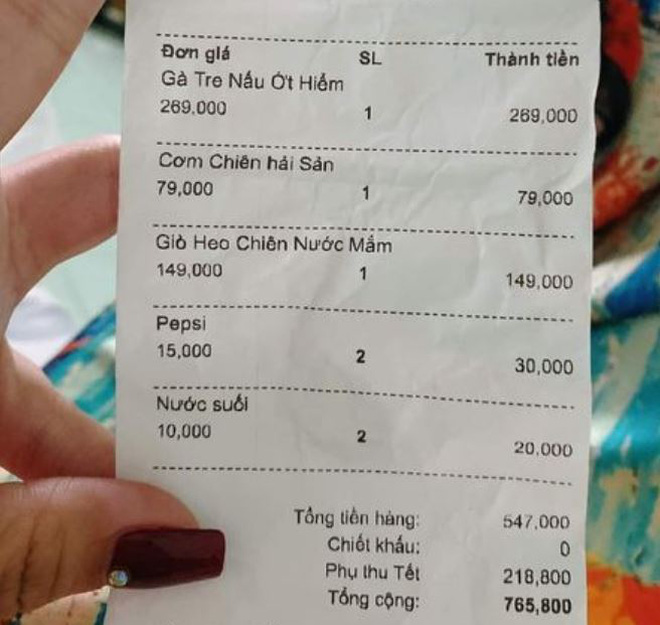 Đơn giá SL Thành tiền
Gà Tre Nấu Ớt Hiểm
269,000 1 269,000
Cơm Chiên hải Sản
79,000 1 79,000
Giò Heo Chiên Nước Mắm
149,000 1 149,000
Pepsi
15,000 2 30,000
Nước suối
10,000 2 20,000
Tổng tiền hàng: 547,000
Chiết khấu: 0
Phụ thu Tết 218,800
Tổng cộng: 765,800